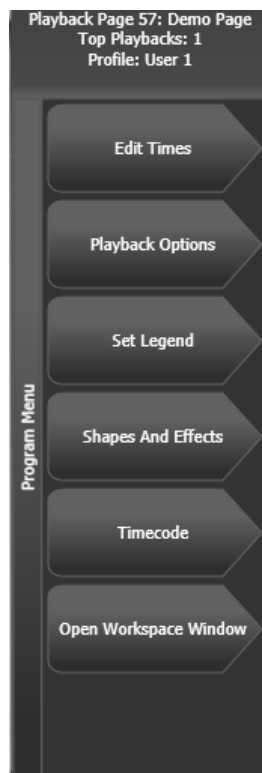 Playback Page 57: Demo Page
Top Playbacks: 1
Profile: User 1
Program Menu
Edit Times
Playback Options
Set Legend
Shapes And Effects
Timecode
Open Workspace Window